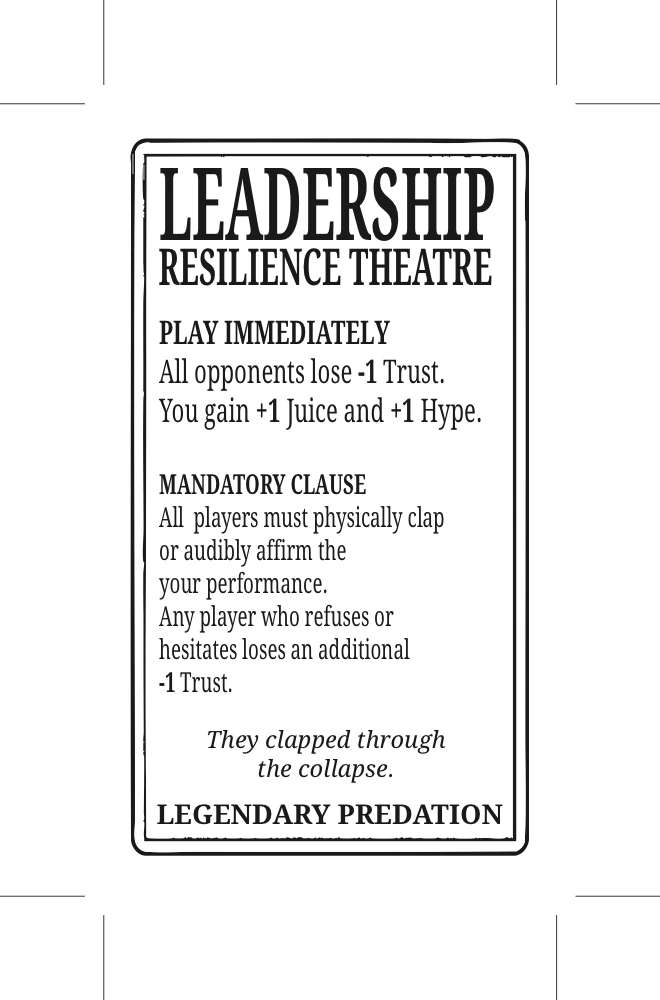 LEADERSHIP
RESILIENCE THEATRE
PLAY IMMEDIATELY
All opponents lose -1 Trust.
You gain +1 Juice and +1 Hype.
MANDATORY CLAUSE
All  players must physically clap
or audibly affirm the
your performance.
Any player who refuses or
hesitates loses an additional
-1 Trust.
They clapped through
the collapse.
LEGENDARY PREDATION